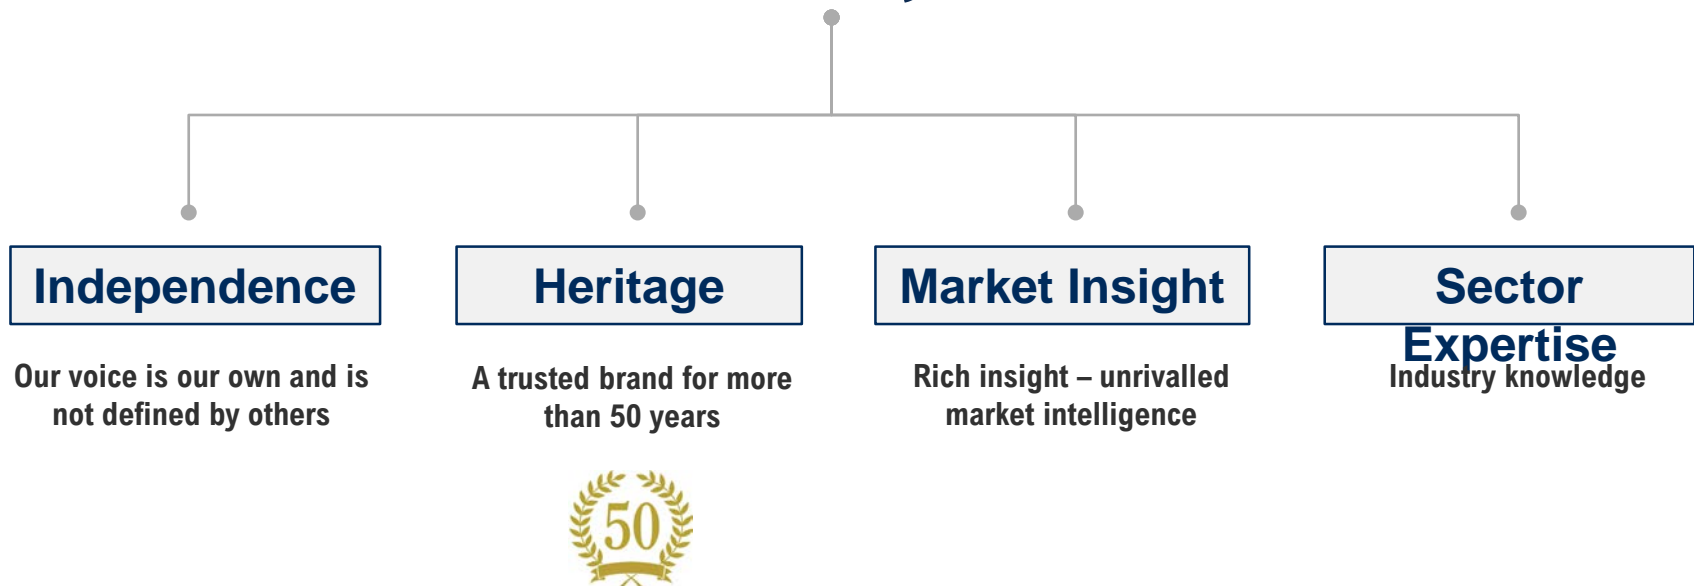 Independence
Heritage
Market Insight
Sector
Expertise
Our voice is our own and is
not defined by others
A trusted brand for more
than 50 years
Rich insight – unrivalled
market intelligence
Industry knowledge
50